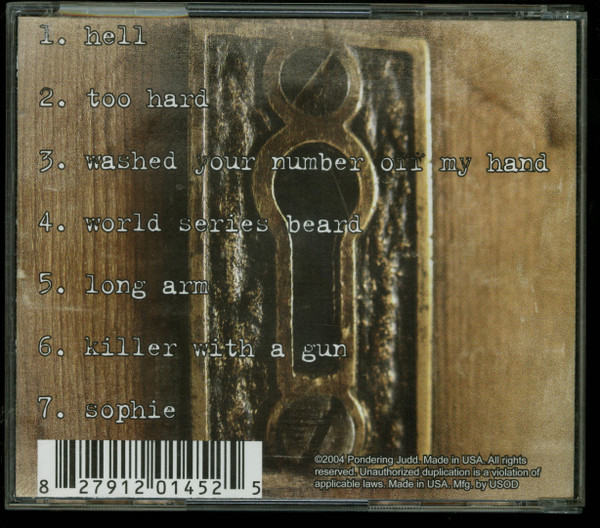 1. hell
2. too hard
3. washed your number off my hand
4. world series beard
5. long arm
6. killer with a gun
7. sophie
8 27912 01452 5
©2004 Pondering Judd. Made in USA. All rights
reserved. Unauthorized duplication is a violation of
applicable laws. Made in USA, Mfg. by USOD